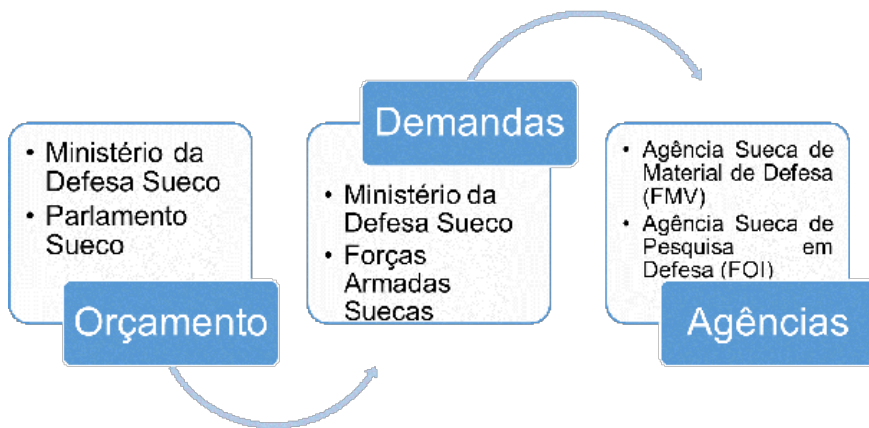 • Ministério da
Defesa Sueco
• Parlamento
Sueco
Orçamento
Demandas
• Ministério da
Defesa Sueco
• Forças
Armadas
Suecas
• Agência Sueca de
Material de Defesa
(FMV)
• Agência Sueca de
Pesquisa em
Defesa (FOI)
Agências